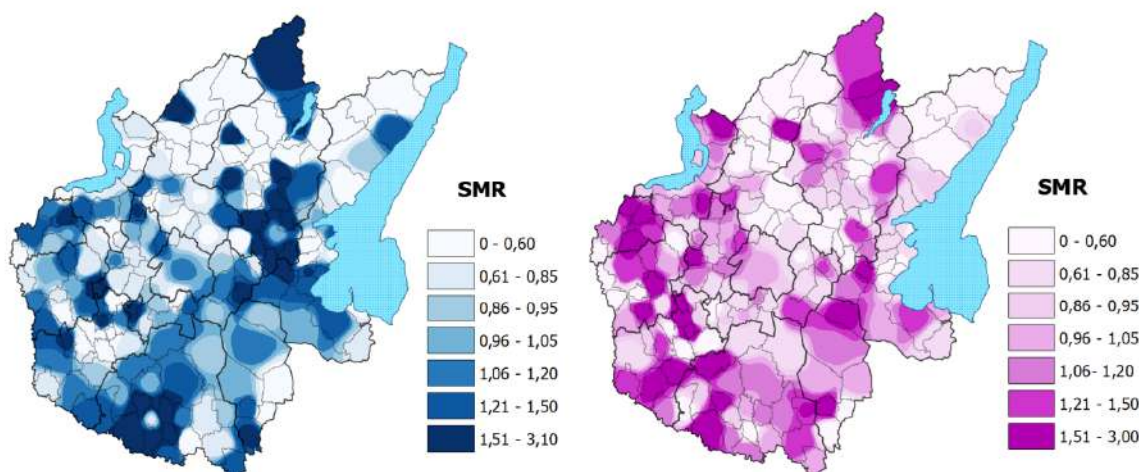 SMR
0 - 0,60
0,61 - 0,85
0,86 - 0,95
0,96 - 1,05
1,06 - 1,20
1,21 - 1,50
1,51 - 3,10
SMR
0 - 0,60
0,61 - 0,85
0,86 - 0,95
0,96 - 1,05
1,06- 1,20
1,21 - 1,50
1,51 - 3,00